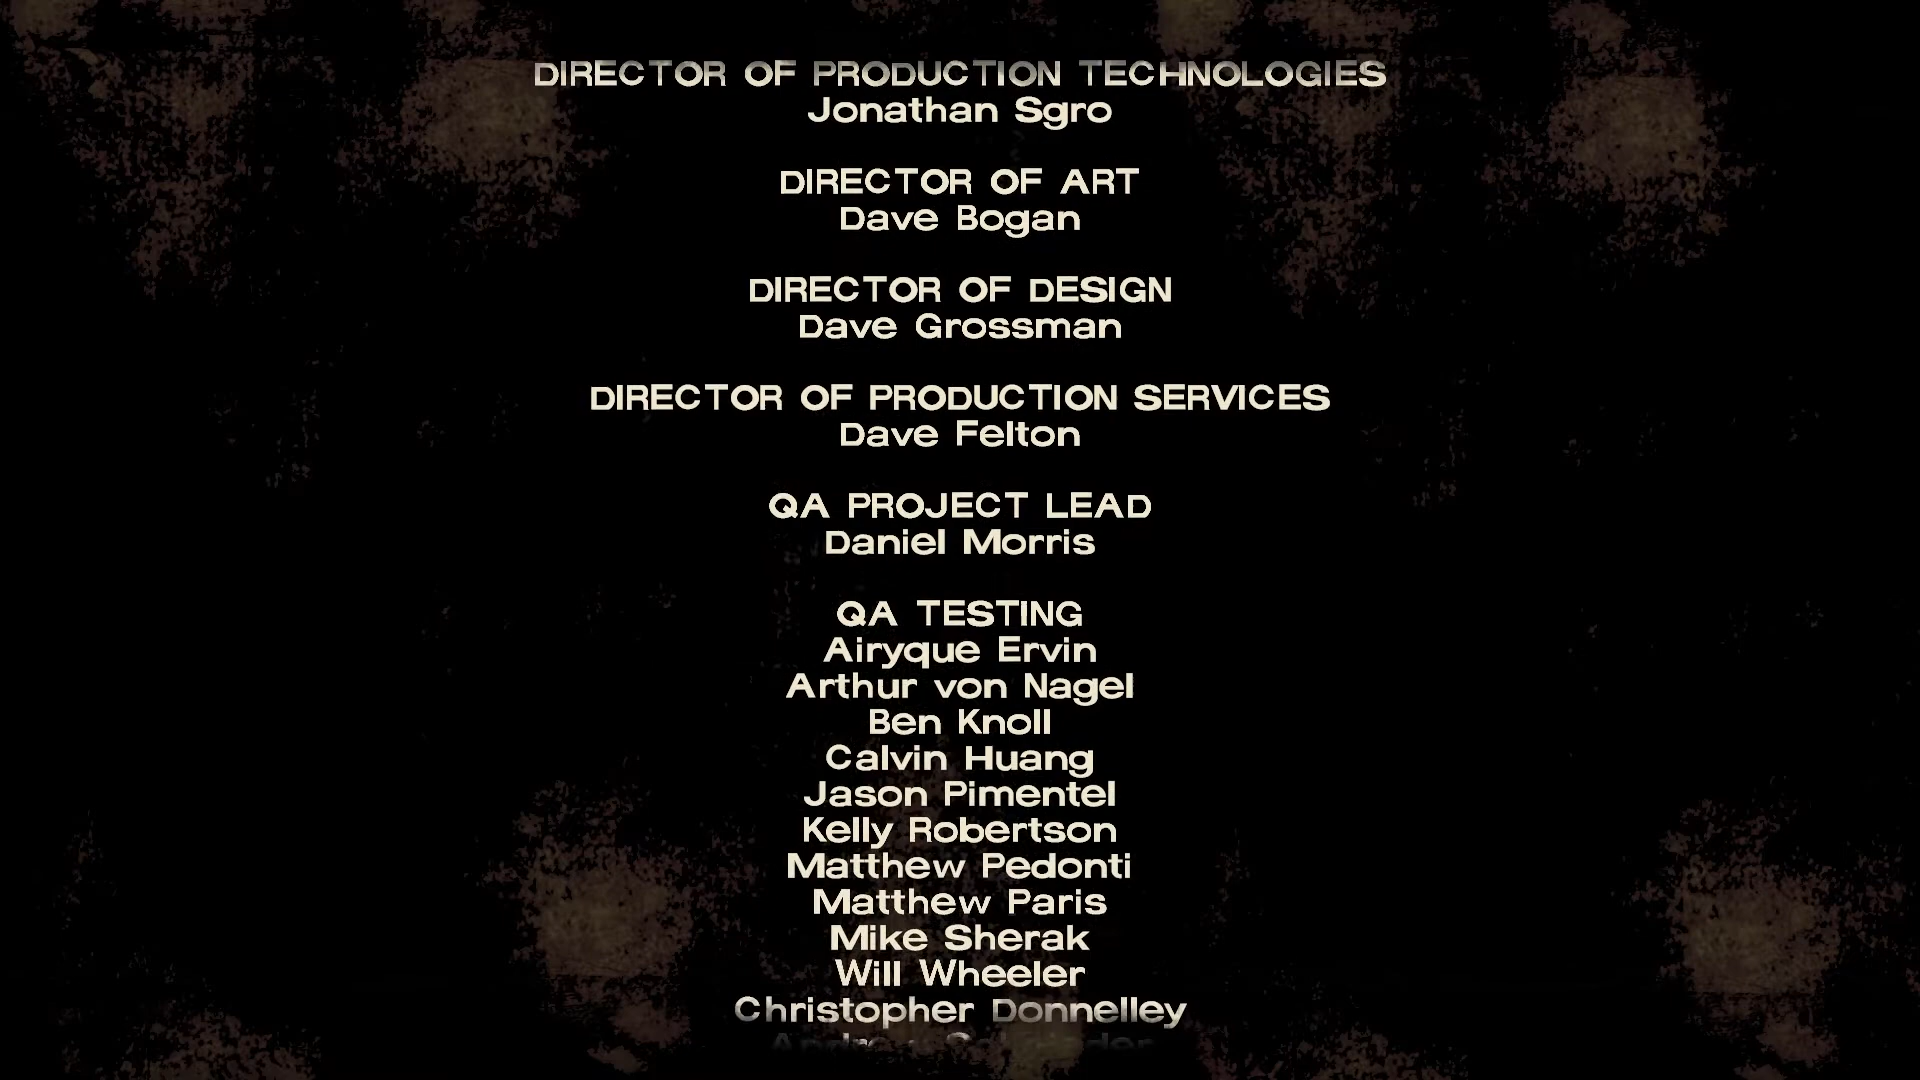 DIRECTOR OF PRODUCTION TECHNOLOGIES
Jonathan Sgro
DIRECTOR OF ART
Dave Bogan
DIRECTOR OF DESIGN
Dave Grossman
DIRECTOR OF PRODUCTION SERVICES
Dave Felton
QA PROJECT LEAD
Daniel Morris
QA TESTING
Airyque Ervin
Arthur von Nagel
Ben Knoll
Calvin Huang
Jason Pimentel
Kelly Robertson
Matthew Pedonti
Matthew Paris
Mike Sherak
Will Wheeler
Christopher Donnelley